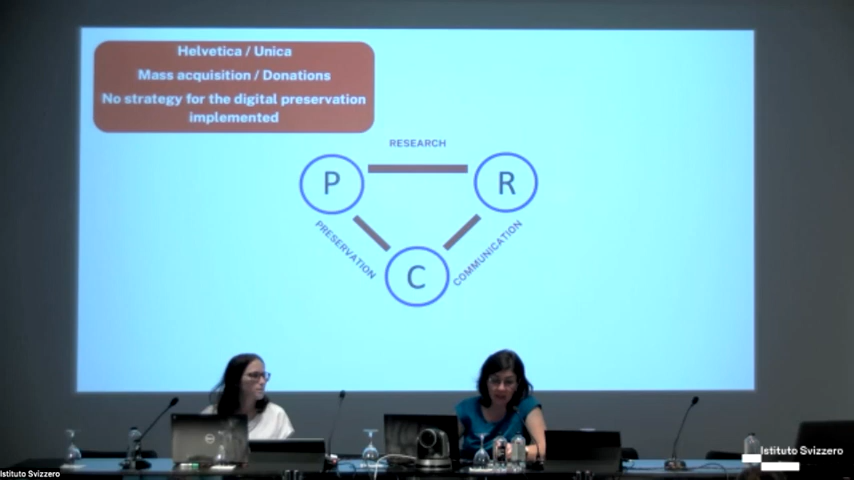 Helvetica / Unica
Mass acquisition / Donations
No strategy for the digital preservation
implemented
RESEARCH
P
R
PRESERVATION
COMMUNICATION
C
DELL
Istituto Svizzero
Istituto Svizzero